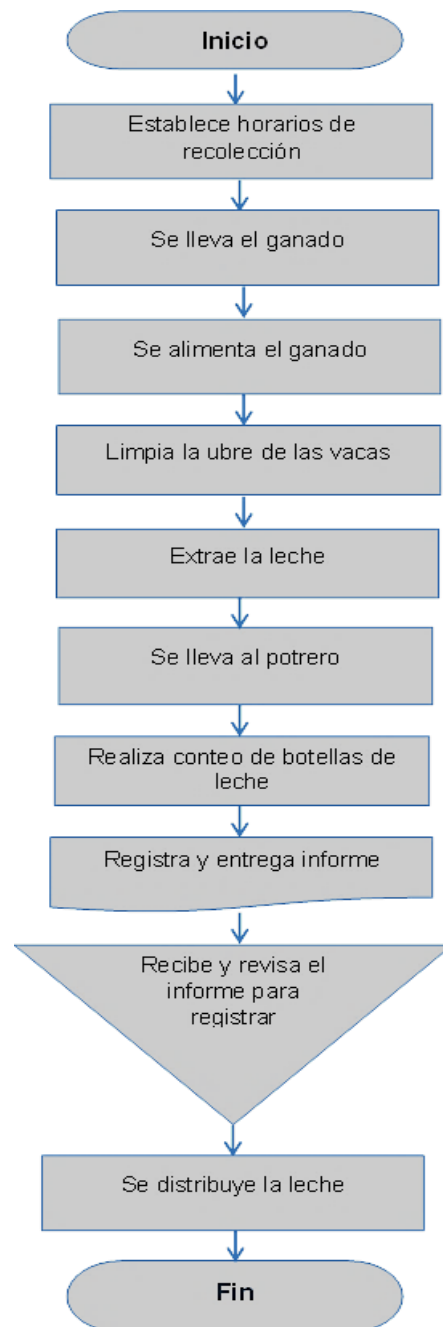 Inicio
Establece horarios de
recolección
Se lleva el ganado
Se alimenta el ganado
Limpia la ubre de las vacas
Extrae la leche
Se lleva al potrero
Realiza conteo de botellas de
leche
Registra y entrega informe
Recibe y revisa el
informe para
registrar
Se distribuye la leche
Fin